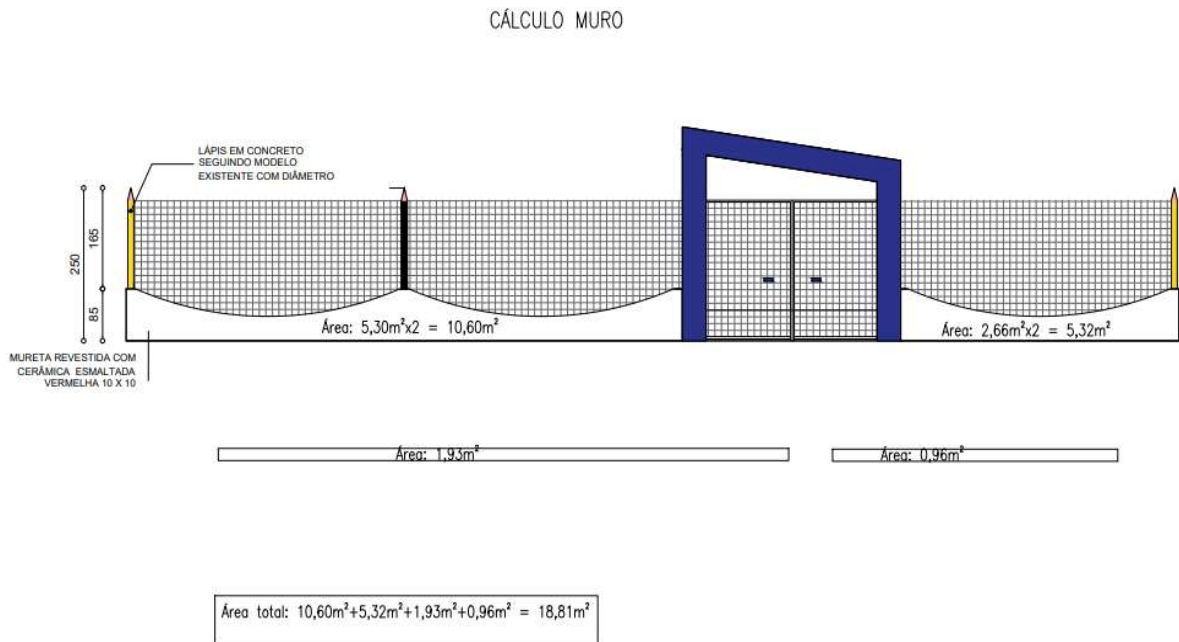 CÁLCULO MURO
LÁPIS EM CONCRETO
SEGUINDO MODELO
EXISTENTE COM DIÂMETRO
250
165
85
Área: 5,30m²x2 = 10,60m²
Área: 2,66m²x2 = 5,32m²
MURETA REVESTIDA COM
CERÂMICA ESMALTADA
VERMELHA 10 X 10
Área: 1,93m²
Área: 0,96m²
Área total: 10,60m²+5,32m²+1,93m²+0,96m² = 18,81m²